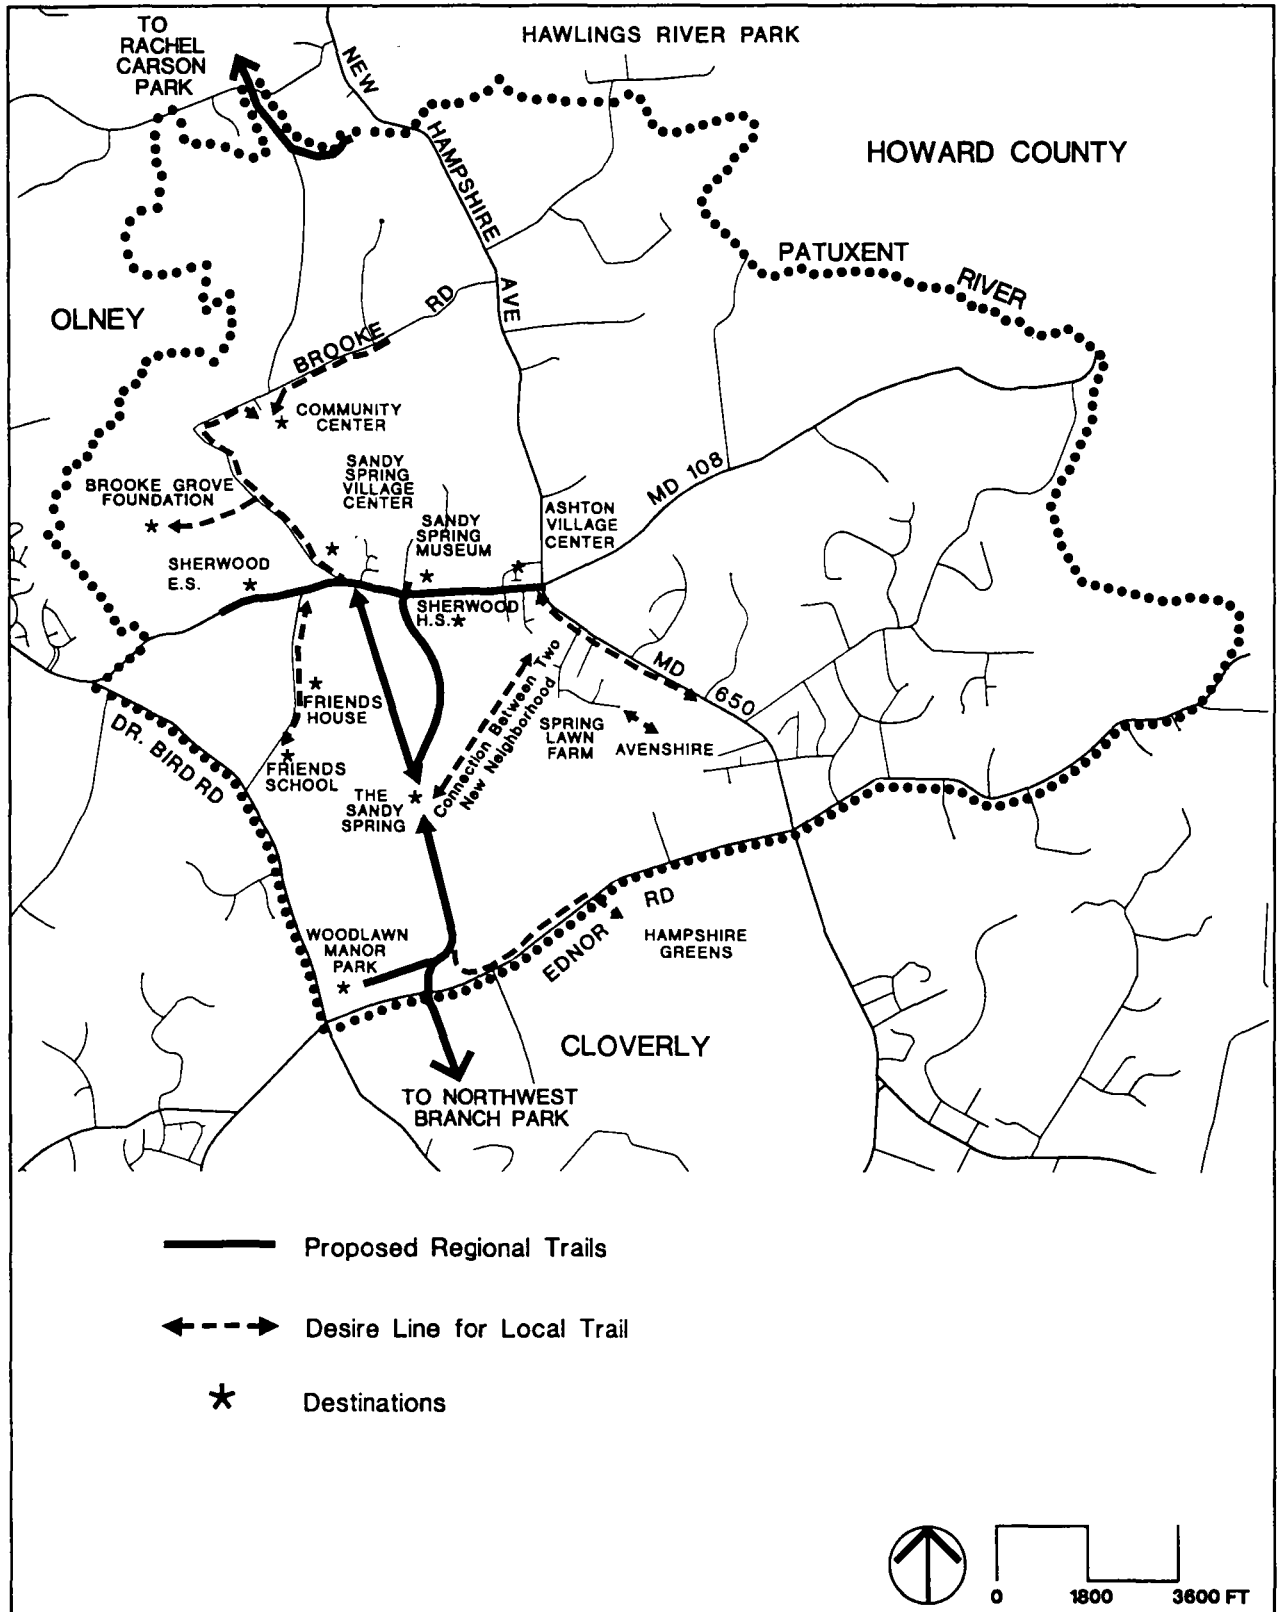 TO
RACHEL
CARSON
PARK
HAWLINGS RIVER PARK
NEW
HAMPSHIRE
AVE
HOWARD COUNTY
PATUXENT
RIVER
OLNEY
BROOKE
RD
COMMUNITY
CENTER
SANDY
SPRING
VILLAGE
CENTER
BROOKE GROVE
FOUNDATION
MD 108
ASHTON
VILLAGE
CENTER
SANDY
SPRING
MUSEUM
SHERWOOD
E.S.
SHERWOOD
H.S.
MD
650
FRIENDS
HOUSE
Connection Between Two
New Neighborhood
SPRING
LAWN
FARM
AVENSHIRE
DR. BIRD RD
FRIENDS
SCHOOL
THE
SANDY
SPRING
EDNOR
RD
WOODLAWN
MANOR
PARK
HAMPSHIRE
GREENS
CLOVERLY
TO NORTHWEST
BRANCH PARK
Proposed Regional Trails
Desire Line for Local Trail
Destinations
0 1800 3600 FT